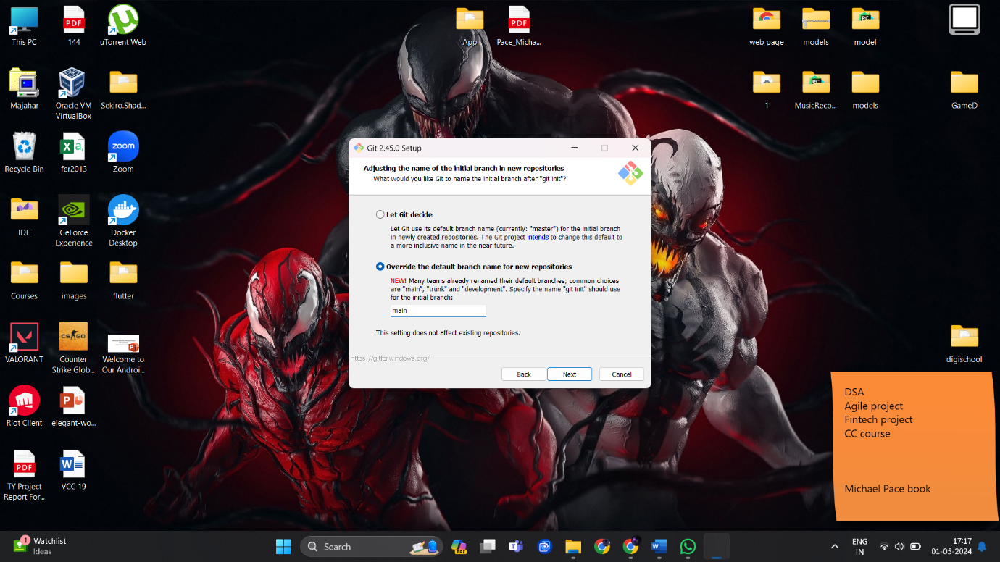 This PC
144
uTorrent Web
App
Pace_Micha...
web page
models
model
Majahar
Oracle VM
VirtualBox
Sekiro.Shad...
1
MusicReco...
models
GameD
Recycle Bin
fer2013
Zoom
zoom
IDE
GeForce
Experience
Docker
Desktop
Courses
images
flutter
VALORANT
Counter
Strike Glob...
Welcome to
Our Androi...
Riot Client
elegant-wo...
TY Project
Report For...
VCC 19
digischool
Git 2.45.0 Setup
Adjusting the name of the initial branch in new repositories
What would you like Git to name the initial branch after "git init"?
Let Git decide
Let Git use its default branch name (currently: "master") for the initial branch
in newly created repositories. The Git project intends to change this default to
a more inclusive name in the near future.
Override the default branch name for new repositories
NEW! Many teams already renamed their default branches; common choices
are "main", "trunk" and "development". Specify the name "git init" should use
for the initial branch:
main
This setting does not affect existing repositories.
https://gitforwindows.org/
Back
Next
Cancel
DSA
Agile project
Fintech project
CC course
Michael Pace book
1
Watchlist
Ideas
Search
PRE
ENG
IN
17:17
01-05-2024